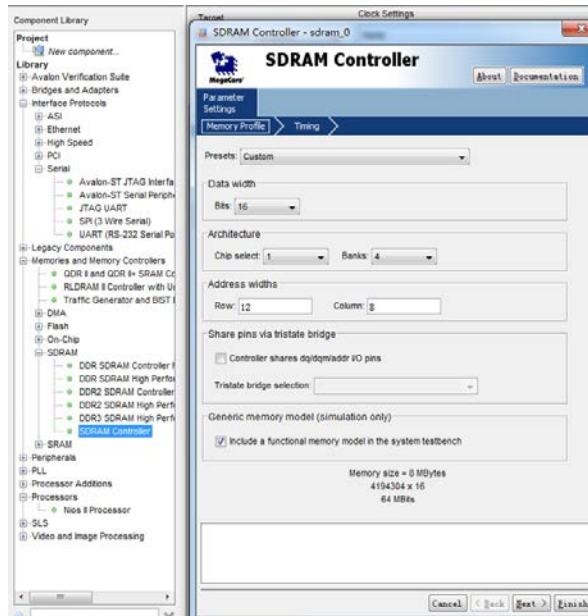 Component Library
Project
New component...
Library
Avalon Verification Suite
Bridges and Adapters
Interface Protocols
ASI
Ethernet
High Speed
PCI
Serial
Avalon-ST JTAG Interfa
Avalon-ST Serial Periph
JTAG UART
SPI (3 Wire Serial)
UART (RS-232 Serial Po
Legacy Components
Memories and Memory Controllers
QDR II and QDR II+ SRAM Co
RLDRAM II Controller with Un
Traffic Generator and BIST
DMA
Flash
On-Chip
SDRAM
DDR SDRAM Controller
DDR SDRAM High Perfo
DDR2 SDRAM Controller
DDR2 SDRAM High Perf
DDR3 SDRAM High Perf
SDRAM Controller
SRAM
Peripherals
PLL
Processor Additions
Processors
Nios II Processor
SLS
Video and Image Processing
Target
Clock Settings
SDRAM Controller - sdram_0
MegaCore
SDRAM Controller
About Documentation
Parameter
Settings
Memory Profile Timing
Presets: Custom
Data width
Bits: 16
Architecture
Chip select: 1 Banks: 4
Address widths
Row: 12 Column: 8
Share pins via tristate bridge
Controller shares dq/dqm/addr I/O pins
Tristate bridge selection:
Generic memory model (simulation only)
Include a functional memory model in the system testbench
Memory size = 8 MBytes
4194304 x 16
64 MBits
Cancel < Back Next > Finish